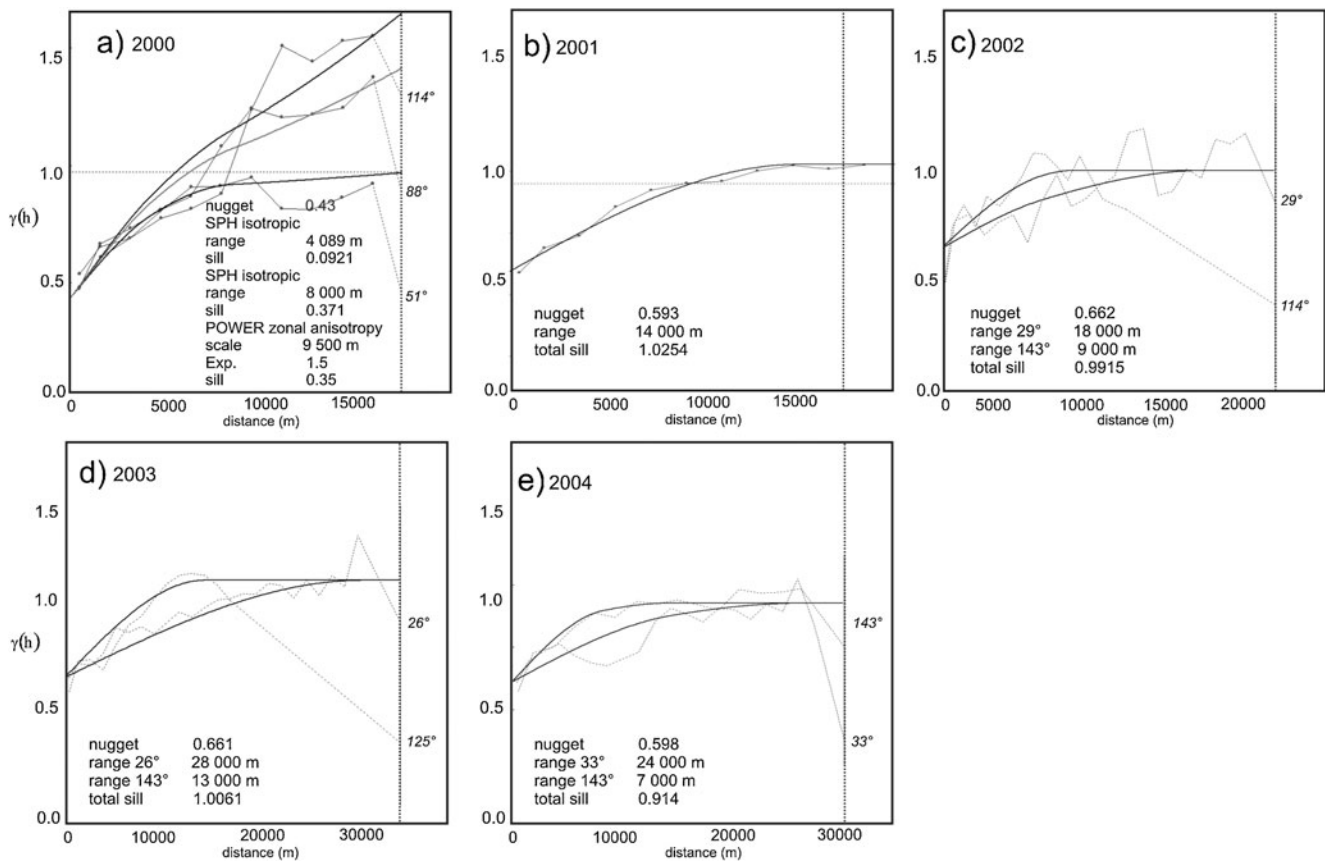 a) 2000
1.5
1.0
0.5
0.0
γ(h)
114°
88°
51°
nugget 0.43
SPH isotropic
range 4 089 m
sill 0.0921
SPH isotropic
range 8 000 m
sill 0.371
POWER zonal anisotropy
scale 9 500 m
Exp. 1.5
sill 0.35
0 5000 10000 15000
distance (m)
b) 2001
1.5
1.0
0.5
0.0
nugget 0.593
range 14 000 m
total sill 1.0254
0 5000 10000 15000
distance (m)
c) 2002
1.5
1.0
0.5
0.0
29°
114°
nugget 0.662
range 29° 18 000 m
range 143° 9 000 m
total sill 0.9915
0 5000 10000 15000 20000
distance (m)
d) 2003
1.5
1.0
0.5
0.0
γ(h)
26°
125°
nugget 0.661
range 26° 28 000 m
range 143° 13 000 m
total sill 1.0061
0 10000 20000 30000
distance (m)
e) 2004
1.5
1.0
0.5
0.0
143°
33°
nugget 0.598
range 33° 24 000 m
range 143° 7 000 m
total sill 0.914
0 10000 20000 30000
distance (m)